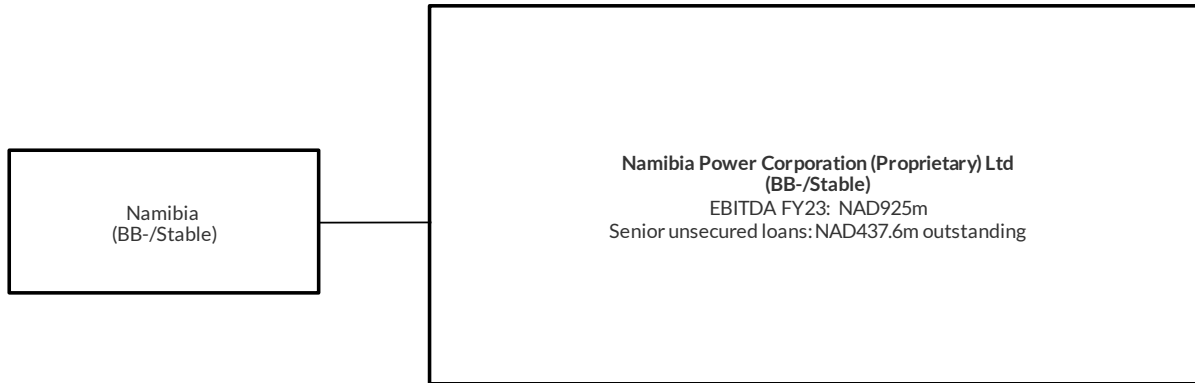 Namibia
(BB-/Stable)
Namibia Power Corporation (Proprietary) Ltd
(BB-/Stable)
EBITDA FY23: NAD925m
Senior unsecured loans: NAD437.6m outstanding